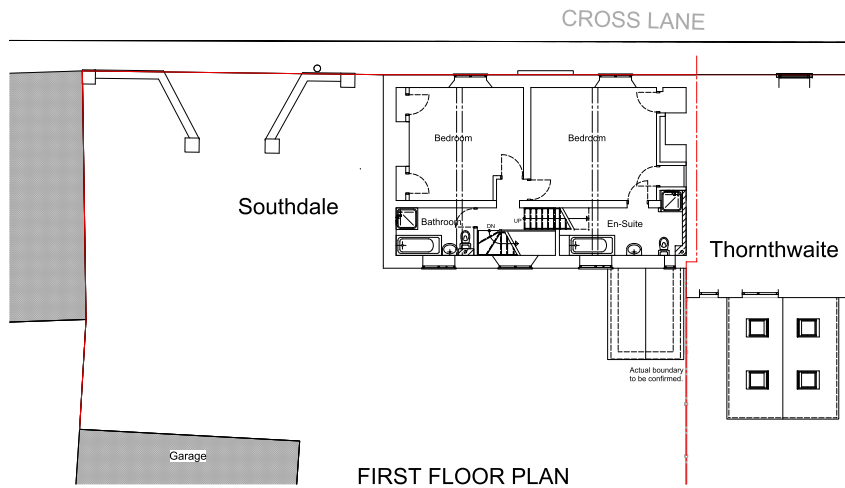 CROSS LANE
Bedroom
Bedroom
Southdale
Bathroom
DN
UP
En-Suite
Thornthwaite
Actual boundary
to be confirmed.
Garage
FIRST FLOOR PLAN